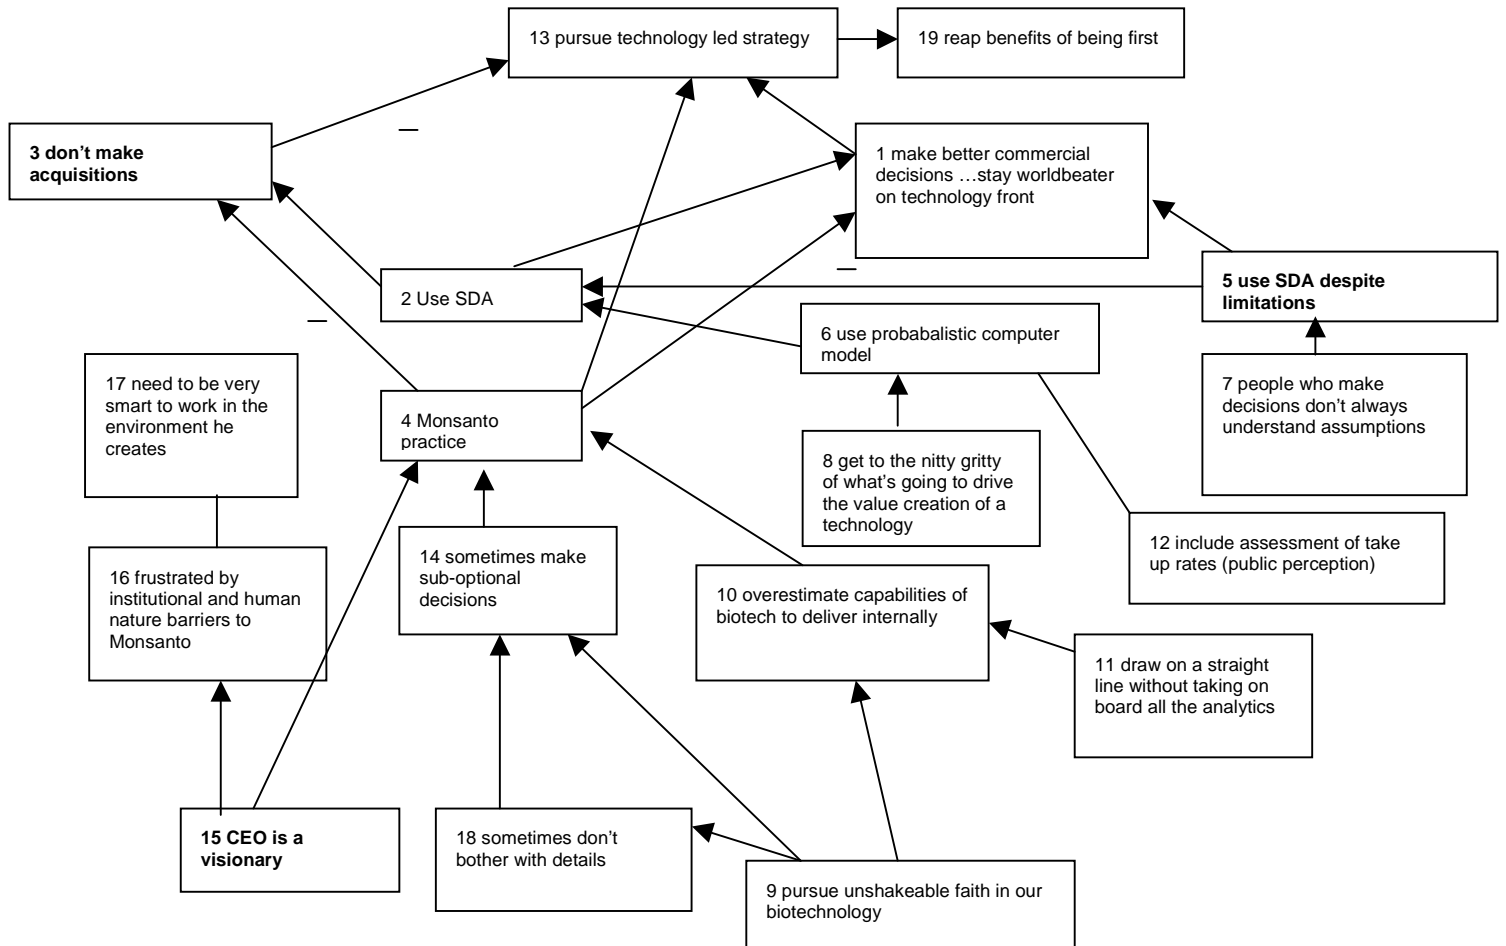 13 pursue technology led strategy
19 reap benefits of being first
3 don’t make
acquisitions
1 make better commercial
decisions …stay worldbeater
on technology front
2 Use SDA
5 use SDA despite
limitations
6 use probabalistic computer
model
17 need to be very
smart to work in the
environment he
creates
4 Monsanto
practice
7 people who make
decisions don’t always
understand assumptions
8 get to the nitty gritty
of what’s going to drive
the value creation of a
technology
12 include assessment of take
up rates (public perception)
14 sometimes make
sub-optional
decisions
16 frustrated by
institutional and human
nature barriers to
Monsanto
10 overestimate capabilities of
biotech to deliver internally
11 draw on a straight
line without taking on
board all the analytics
15 CEO is a
visionary
18 sometimes don’t
bother with details
9 pursue unshakeable faith in our
biotechnology